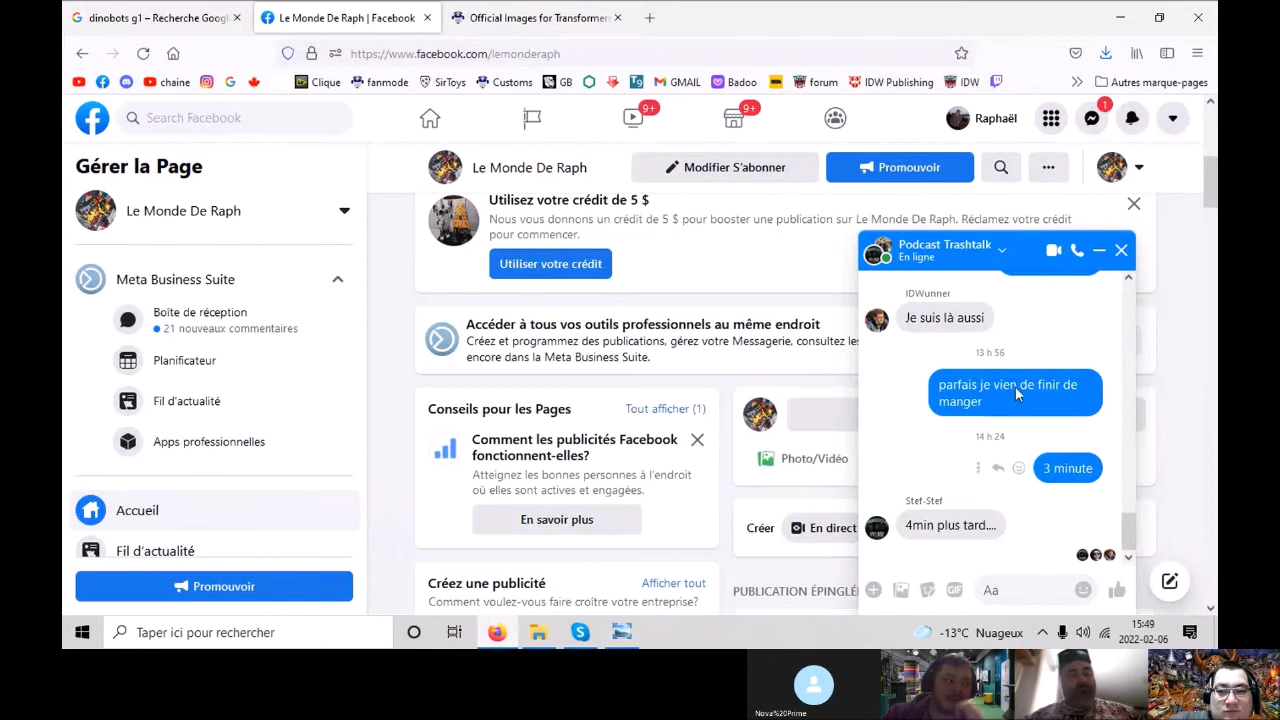 dinobots g1 – Recherche Googl
Le Monde De Raph | Facebook
Official Images for Transformers
https://www.facebook.com/lemonderaph
chaine
Clique
fanmode
SirToys
Customs
GB
GMAIL
Badoo
forum
IDW Publishing
IDW
Autres marque-pages
Search Facebook
9+
9+
Raphaël
1
Gérer la Page
Le Monde De Raph
Modifier S'abonner
Promouvoir
Le Monde De Raph
Utilisez votre crédit de 5 $
Nous vous donnons un crédit de 5 $ pour booster une publication sur Le Monde De Raph. Réclamez votre crédit
pour commencer.
Utiliser votre crédit
Meta Business Suite
Boîte de réception
21 nouveaux commentaires
Planificateur
Fil d'actualité
Apps professionnelles
Accueil
Fil d'actualité
Promouvoir
Accéder à tous vos outils professionnels au même endroit
Créez et programmez des publications, gérez votre Messagerie, consultez les
encore dans la Meta Business Suite.
Conseils pour les Pages
Tout afficher (1)
Comment les publicités Facebook
fonctionnent-elles?
Atteignez les bonnes personnes à l'endroit
où elles sont actives et engagées.
En savoir plus
Créez une publicité
Afficher tout
Comment voulez-vous faire croître votre entreprise?
Photo/Vidéo
Créer
En direct
PUBLICATION ÉPINGLÉ
Podcast Trashtalk
En ligne
IDWunner
Je suis là aussi
13 h 56
parfais je vien de finir de
manger
14 h 24
3 minute
Stef-Stef
4min plus tard....
GIF
Aa
Taper ici pour rechercher
-13°C Nuageux
15:49
2022-02-06
Nova%20Prime